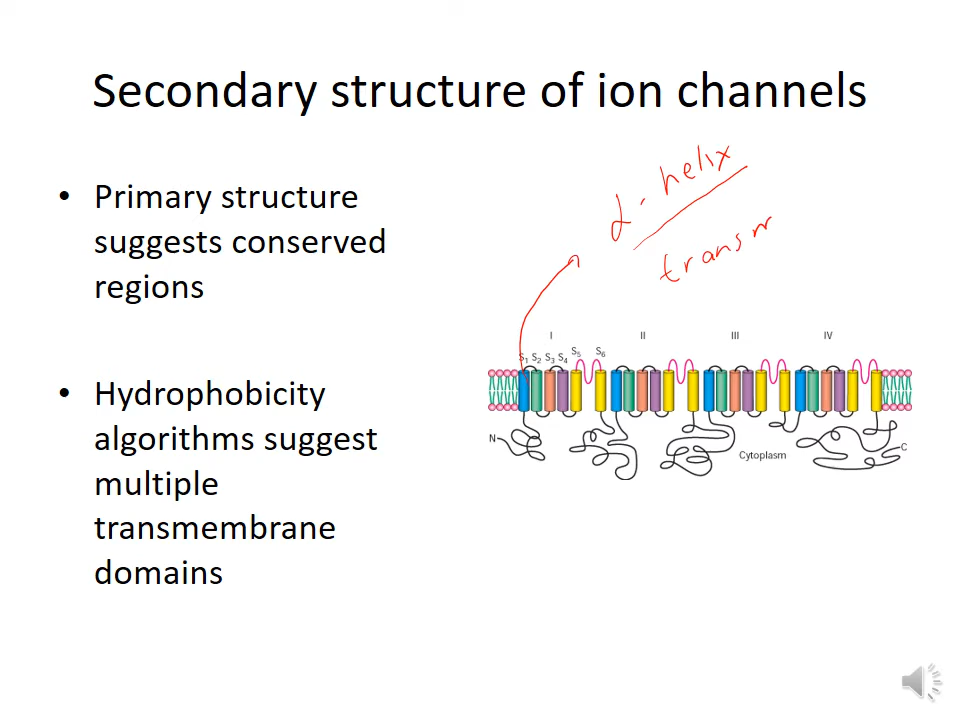 Secondary structure of ion channels
• Primary structure
suggests conserved
regions
• Hydrophobicity
algorithms suggest
multiple
transmembrane
domains
α-helix
transm
I II III IV
S1 S2 S3 S4 S5 S6
N
Cytoplasm
C